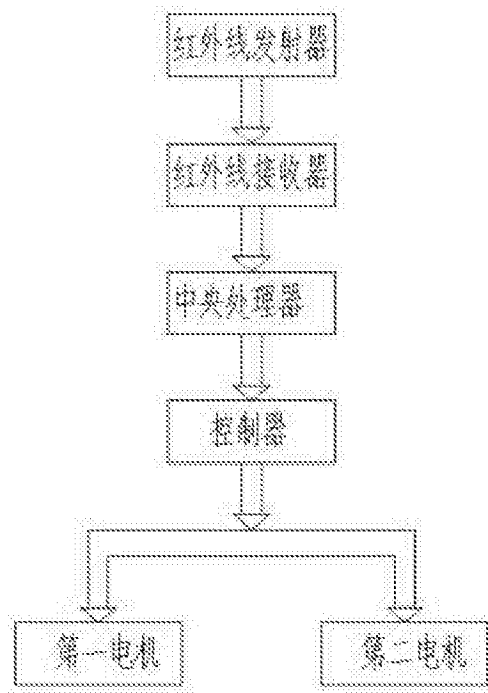 红外线发射器
红外线接收器
中央处理器
控制器
第一电机
第二电机